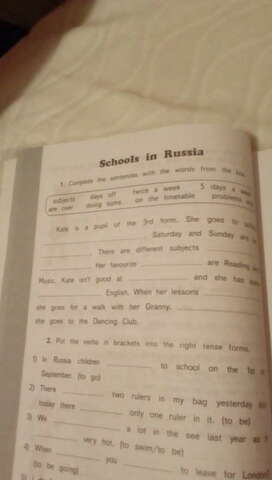 Schools in Russia
1. Complete the sentences with the words from the box.
subjects days off twice a week 5 days a week
are over doing sums on the timetable problems
Kate is a pupil of the 3rd form. She goes to
Saturday and Sunday are
There are different subjects
Her favourite are Reading
Music. Kate isn't good at and she has
English. When her lessons
she goes for a walk with her Granny.
she goes to the Dancing Club.
2. Put the verbs in brackets into the right tense forms.
1) In Russia children to school on the 1st
September. (to go)
2) There two rulers in my bag yesterday
today there only one ruler in it. (to be)
3) We a lot in the see last year as
very hot. (to swim/to be)
4) When you to leave for London
(to be going)